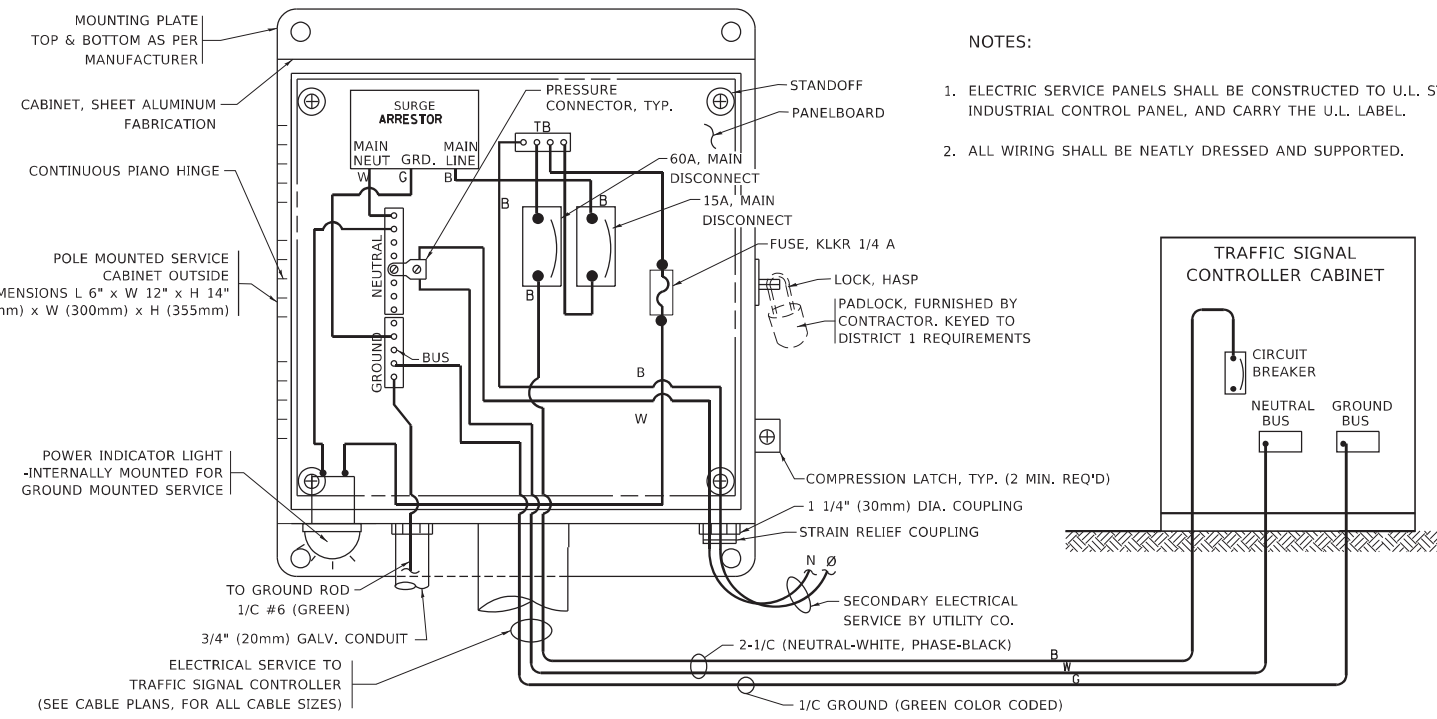 MOUNTING PLATE
TOP & BOTTOM AS PER
MANUFACTURER
CABINET, SHEET ALUMINUM
FABRICATION
CONTINUOUS PIANO HINGE
POLE MOUNTED SERVICE
CABINET OUTSIDE
L 6" x W 12" x H 14"
x W (300mm) x H (355mm)
POWER INDICATOR LIGHT
-INTERNALLY MOUNTED FOR
GROUND MOUNTED SERVICE
SURGE
ARRESTOR
MAIN
NEUT
GRD.
MAIN
LINE
W
G
B
PRESSURE
CONNECTOR, TYP.
TB
STANDOFF
PANELBOARD
60A, MAIN
DISCONNECT
15A, MAIN
DISCONNECT
B
B
B
FUSE, KLKR 1/4 A
NEUTRAL
GROUND
BUS
B
W
LOCK, HASP
PADLOCK, FURNISHED BY
CONTRACTOR. KEYED TO
DISTRICT 1 REQUIREMENTS
COMPRESSION LATCH, TYP. (2 MIN. REQ'D)
1 1/4" (30mm) DIA. COUPLING
STRAIN RELIEF COUPLING
N Ø
SECONDARY ELECTRICAL
SERVICE BY UTILITY CO.
TO GROUND ROD
1/C #6 (GREEN)
3/4" (20mm) GALV. CONDUIT
ELECTRICAL SERVICE TO
TRAFFIC SIGNAL CONTROLLER
(SEE CABLE PLANS, FOR ALL CABLE SIZES)
2-1/C (NEUTRAL-WHITE, PHASE-BLACK)
B
W
G
1/C GROUND (GREEN COLOR CODED)
NOTES:
1. ELECTRIC SERVICE PANELS SHALL BE CONSTRUCTED TO U.L.
INDUSTRIAL CONTROL PANEL, AND CARRY THE U.L. LABEL.
2. ALL WIRING SHALL BE NEATLY DRESSED AND SUPPORTED.
TRAFFIC SIGNAL
CONTROLLER CABINET
CIRCUIT
BREAKER
NEUTRAL
BUS
GROUND
BUS